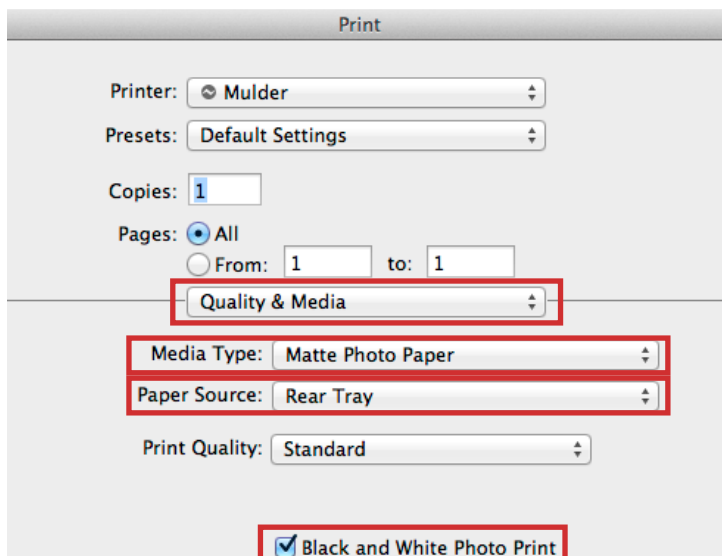 Print
Printer: Mulder
Presets: Default Settings
Copies: 1
Pages: All
From: 1 to: 1
Quality & Media
Media Type: Matte Photo Paper
Paper Source: Rear Tray
Print Quality: Standard
Black and White Photo Print